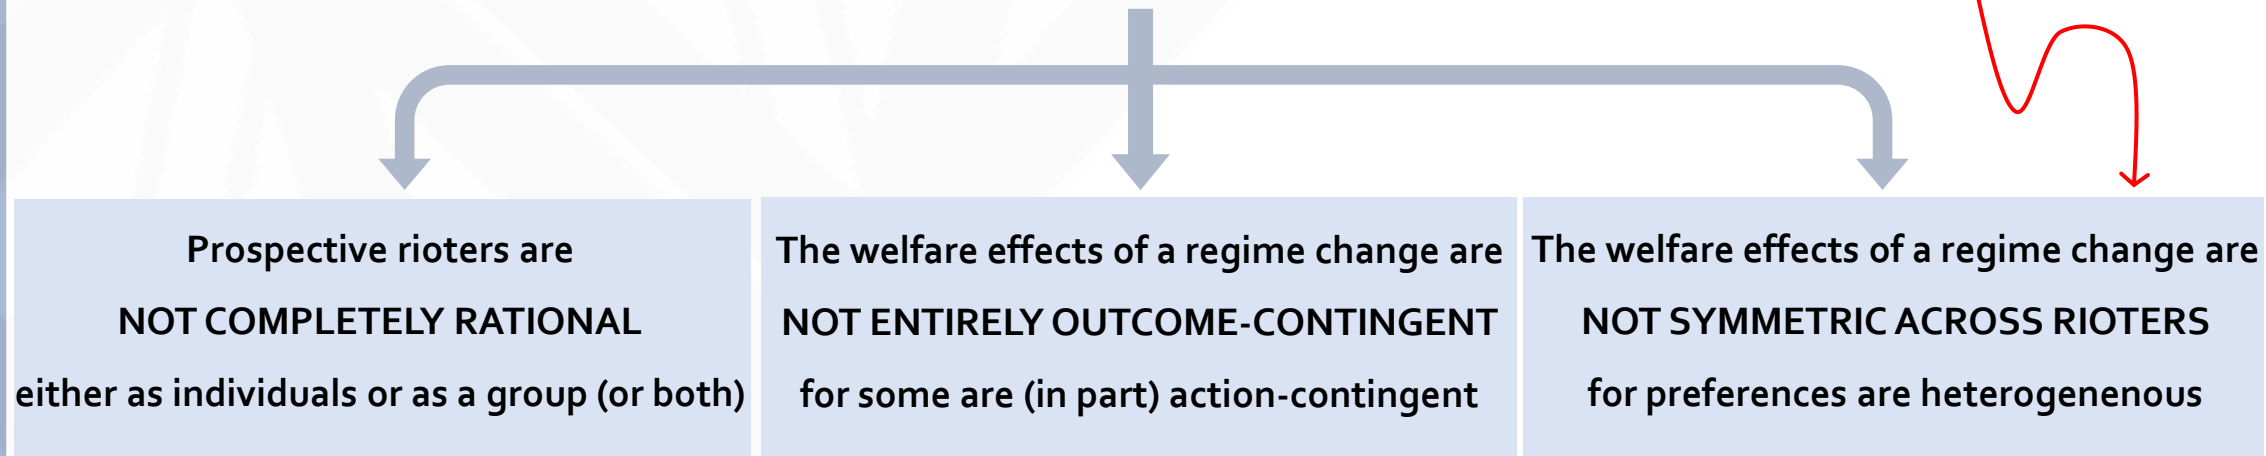 Prospective rioters are
NOT COMPLETELY RATIONAL
either as individuals or as a group (or both)
The welfare effects of a regime change are
NOT ENTIRELY OUTCOME-CONTINGENT
for some are (in part) action-contingent
The welfare effects of a regime change are
NOT SYMMETRIC ACROSS RIOTERS
for preferences are heterogenenous